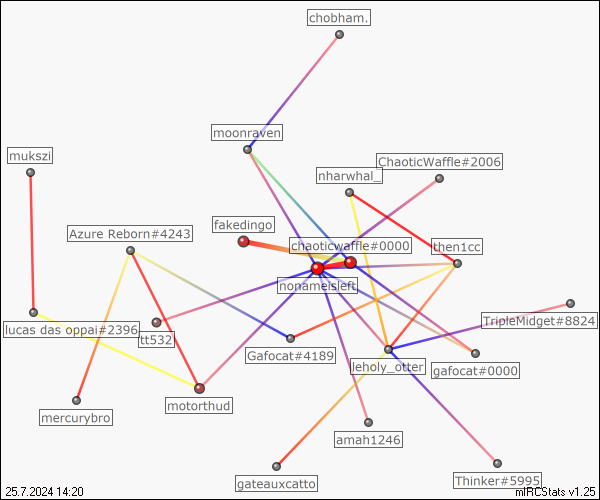 chobham.
moonraven
mukszi
ChaoticWaffle#2006
nharwhal_
fakedingo
Azure Reborn#4243
chaoticwaffle#0000
then1cc
nonameisleft
TripleMidget#8824
lucas das oppai#2396
tt532
Gafocat#4189
leholy_otter
gafocat#0000
motorthud
mercurybro
amah1246
gateauxcatto
Thinker#5995
25.7.2024 14:20
mIRCStats v1.25